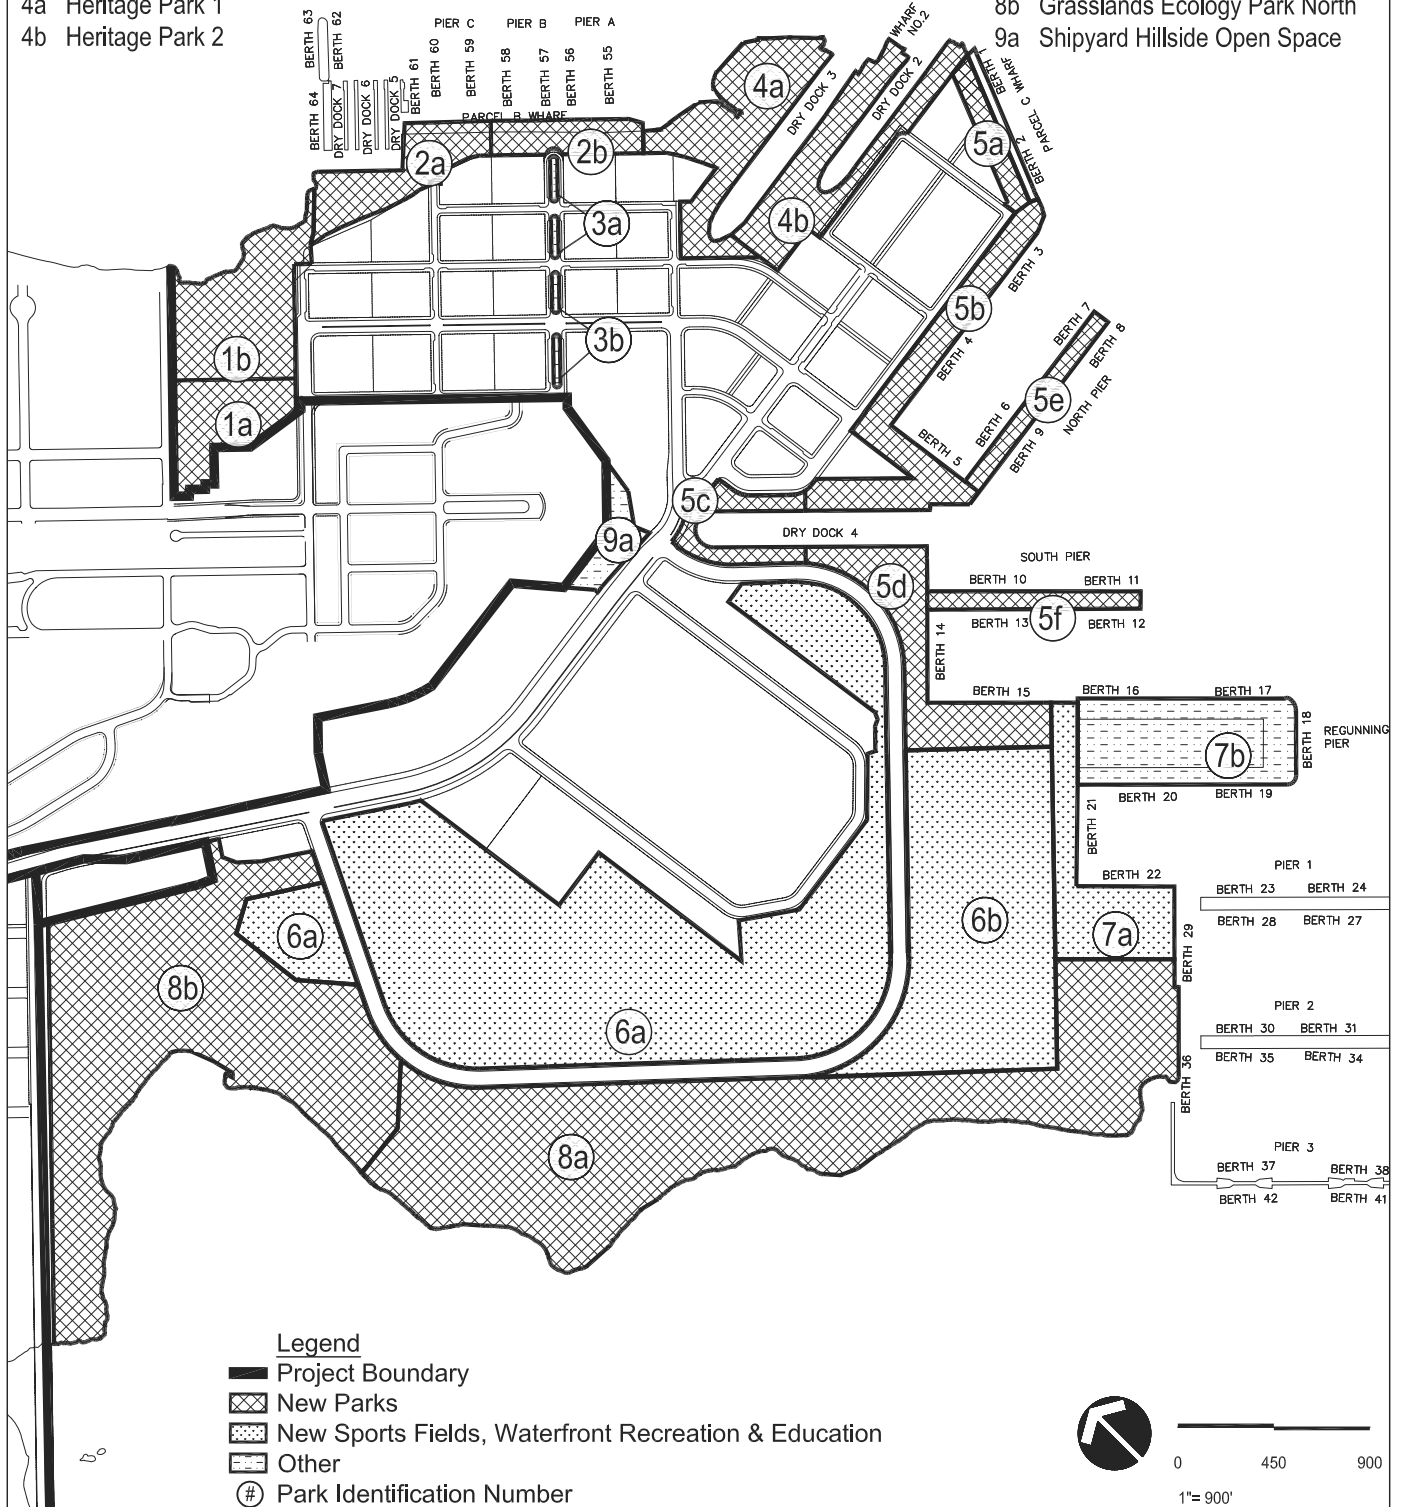 4a Heritage Park 1
4b Heritage Park 2
8b Grasslands Ecology Park North
9a Shipyard Hillside Open Space
BERTH 63
BERTH 62
PIER C
PIER B
PIER A
BERTH 64
DRY DOCK 7
DRY DOCK 6
DRY DOCK 5
BERTH 61
BERTH 60
BERTH 59
BERTH 58
BERTH 57
BERTH 56
BERTH 55
PARCEL B WHARF
WHARF NO.2
DRY DOCK 3
DRY DOCK 2
BERTH 1
PARCEL C WHARF
BERTH 2
4a
2a
2b
5a
3a
4b
BERTH 3
5b
BERTH 4
1b
3b
BERTH 7
BERTH 8
5e
NORTH PIER
BERTH 6
BERTH 9
BERTH 5
1a
5c
9a
DRY DOCK 4
SOUTH PIER
BERTH 10
BERTH 11
5d
5f
BERTH 13
BERTH 12
BERTH 14
BERTH 15
BERTH 16
BERTH 17
BERTH 18
REGUNNING
PIER
7b
BERTH 20
BERTH 19
BERTH 21
PIER 1
BERTH 22
BERTH 23
BERTH 24
BERTH 28
BERTH 27
6a
6b
7a
BERTH 29
8b
PIER 2
6a
BERTH 30
BERTH 31
BERTH 35
BERTH 34
BERTH 36
8a
PIER 3
BERTH 37
BERTH 38
BERTH 42
BERTH 41
Legend
Project Boundary
New Parks
New Sports Fields, Waterfront Recreation & Education
Other
# Park Identification Number
0 450 900
1"= 900'